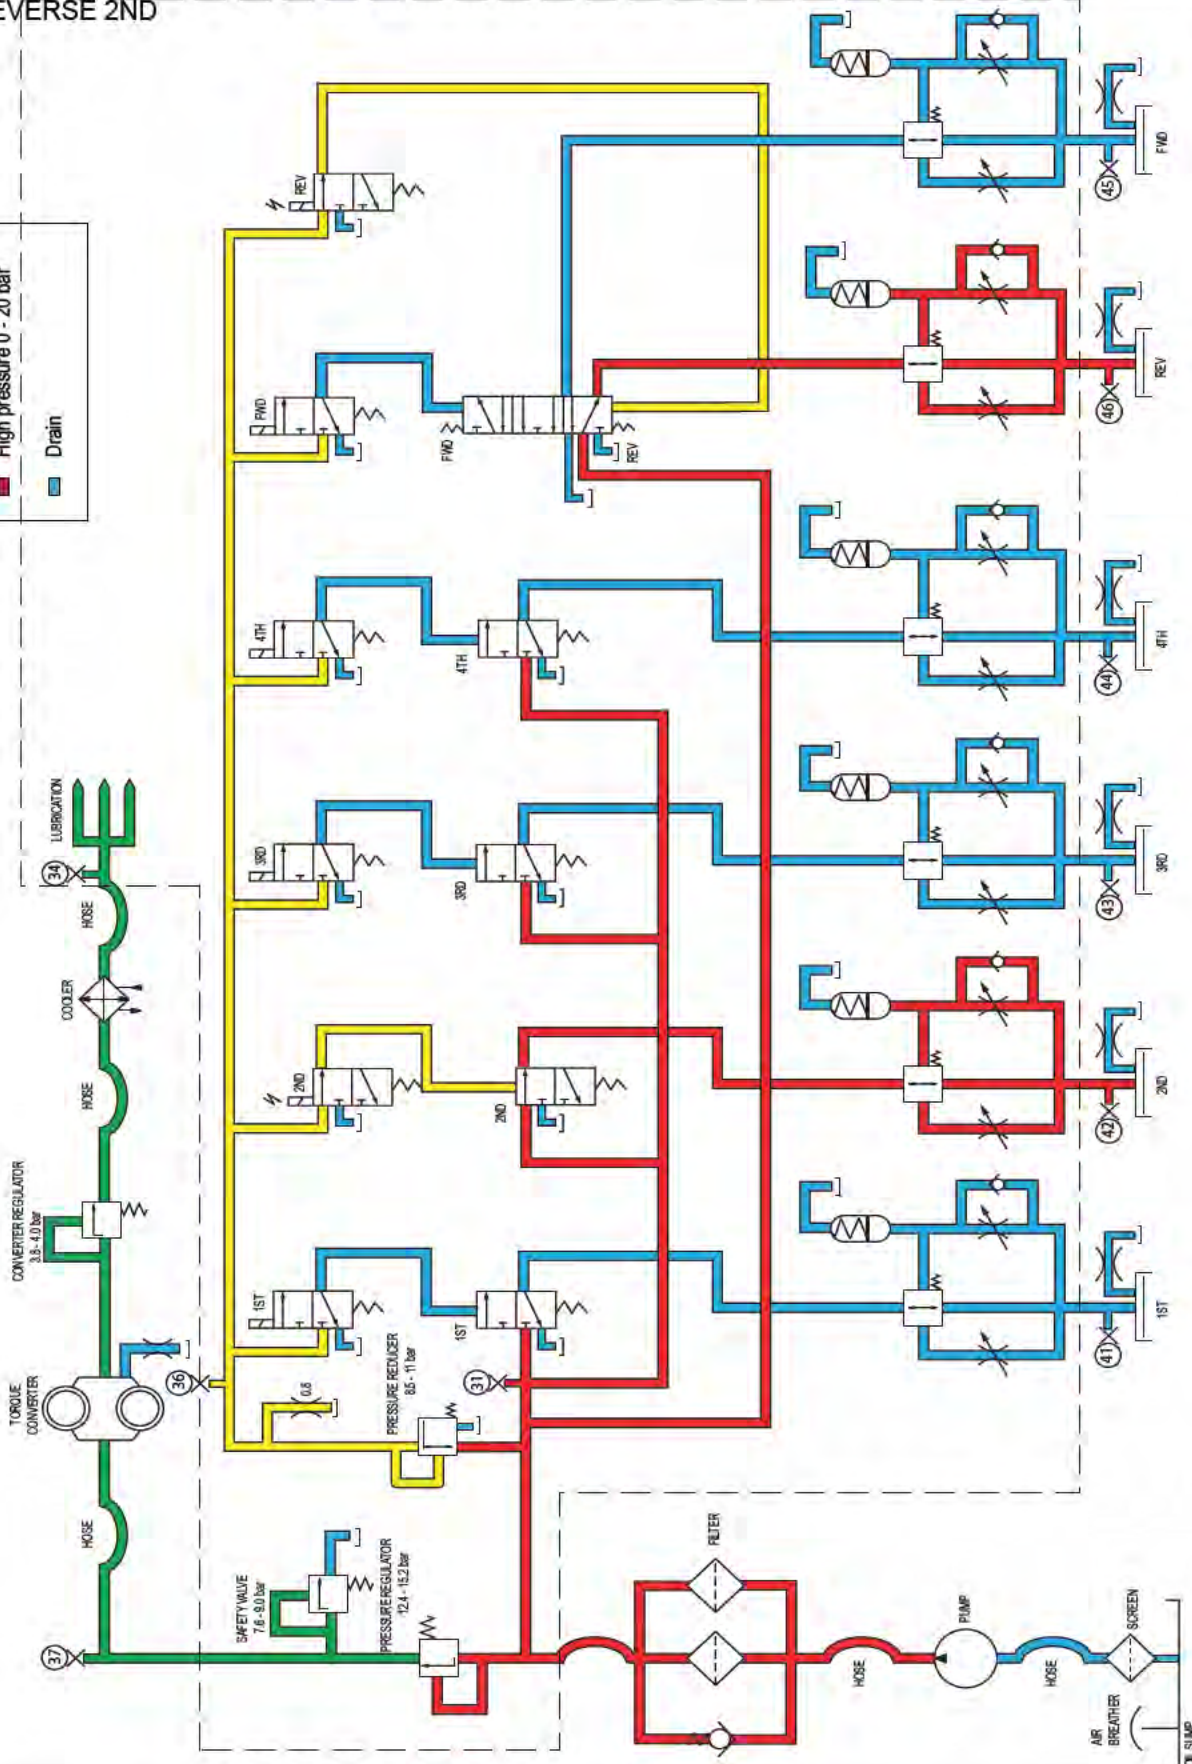 EVERSE 2ND
High pressure 0 - 20 bar
Drain
REV
FWD
FWD
REV
4TH
4TH
3RD
3RD
2ND
2ND
1ST
1ST
LUBRICATION
34
HOSE
COOLER
HOSE
CONVERTER REGULATOR
3.8 - 4.0 bar
TORQUE
CONVERTER
36
0.8
PRESSURE REDUCER
8.5 - 11 bar
31
HOSE
SAFETY VALVE
7.6 - 9.0 bar
PRESSURE REGULATOR
12.4 - 15.2 bar
37
FILTER
HOSE
PUMP
HOSE
SCREEN
AIR
BREATHER
SUMP
45
FWD
46
REV
44
4TH
43
3RD
42
2ND
41
1ST